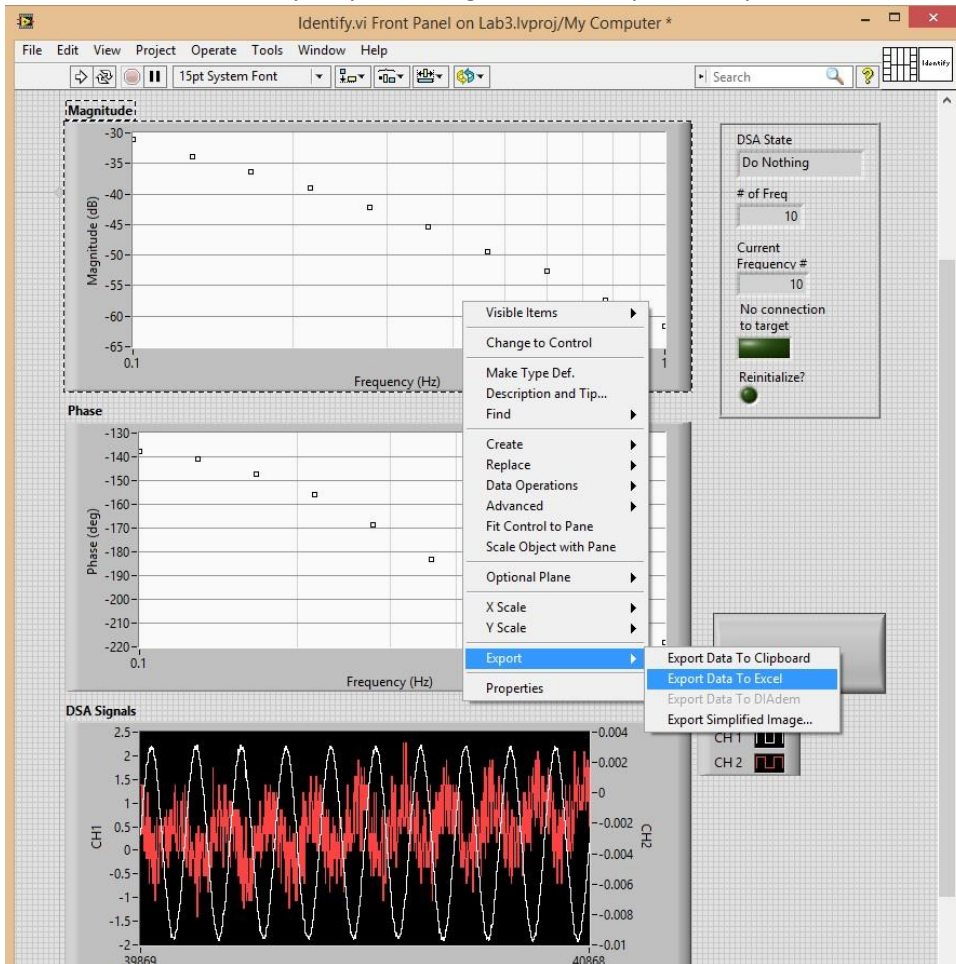 Identify.vi Front Panel on Lab3.lvproj/My Computer *
File Edit View Project Operate Tools Window Help
15pt System Font
Search
Identify
Magnitude
-30
-35
-40
-45
-50
-55
-60
-65
Magnitude (dB)
0.1
1
Frequency (Hz)
DSA State
Do Nothing
# of Freq
10
Current
Frequency #
10
No connection
to target
Reinitialize?
Phase
-130
-140
-150
-160
-170
-180
-190
-200
-210
-220
Phase (deg)
0.1
Frequency (Hz)
Visible Items
Change to Control
Make Type Def.
Description and Tip...
Find
Create
Replace
Data Operations
Advanced
Fit Control to Pane
Scale Object with Pane
Optional Plane
X Scale
Y Scale
Export
Properties
Export Data To Clipboard
Export Data To Excel
Export Data To DIAdem
Export Simplified Image...
CH 1
CH 2
DSA Signals
2.5
2
1.5
1
0.5
0
-0.5
-1
-1.5
-2
CH1
-0.004
-0.002
-0
--0.002
--0.004
--0.006
--0.008
--0.01
CH2
39869
40868